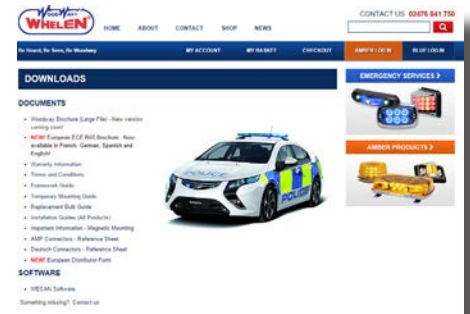 WOODWAY
WHELEN
HOME ABOUT CONTACT SHOP NEWS
CONTACT US 02476 841 750
Be Heard, Be Seen, Be Woodway
MY ACCOUNT MY BASKET CHECKOUT AMBER LOGIN BLUE LOGIN
DOWNLOADS
EMERGENCY SERVICES >
DOCUMENTS
• Woodway Brochure (Large File) - New version
coming soon!
• NEW! European ECE R65 Brochure - Now
available in French, German, Spanish and
English!
• Warranty Information
• Terms and Conditions
• Framework Guide
• Temporary Mounting Guide
• Replacement Bulb Guide
• Installation Guides (All Products)
• Important Information - Magnetic Mounting
• AMP Connectors - Reference Sheet
• Deutsch Connectors - Reference Sheet
• NEW! European Distributor Form
POLICE
POLICE
AMBER PRODUCTS >
SOFTWARE
• WECAN Software
Something missing? Contact us